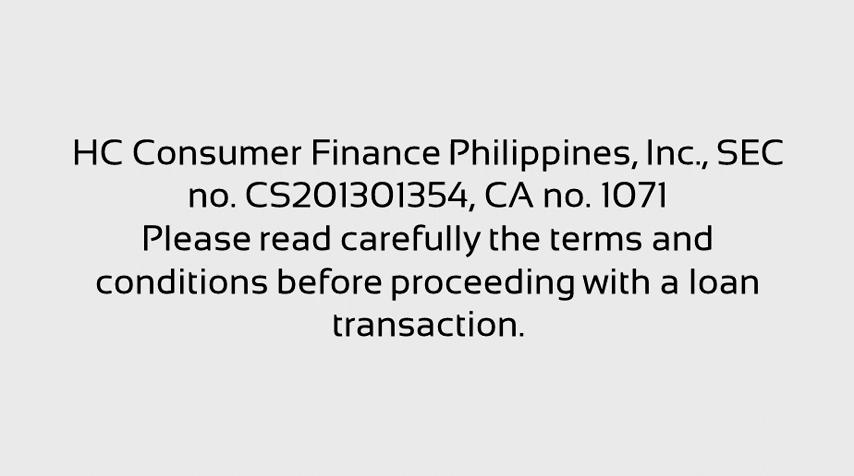 HC Consumer Finance Philippines, Inc., SEC
no. CS201301354, CA no. 1071
Please read carefully the terms and
conditions before proceeding with a loan
transaction.